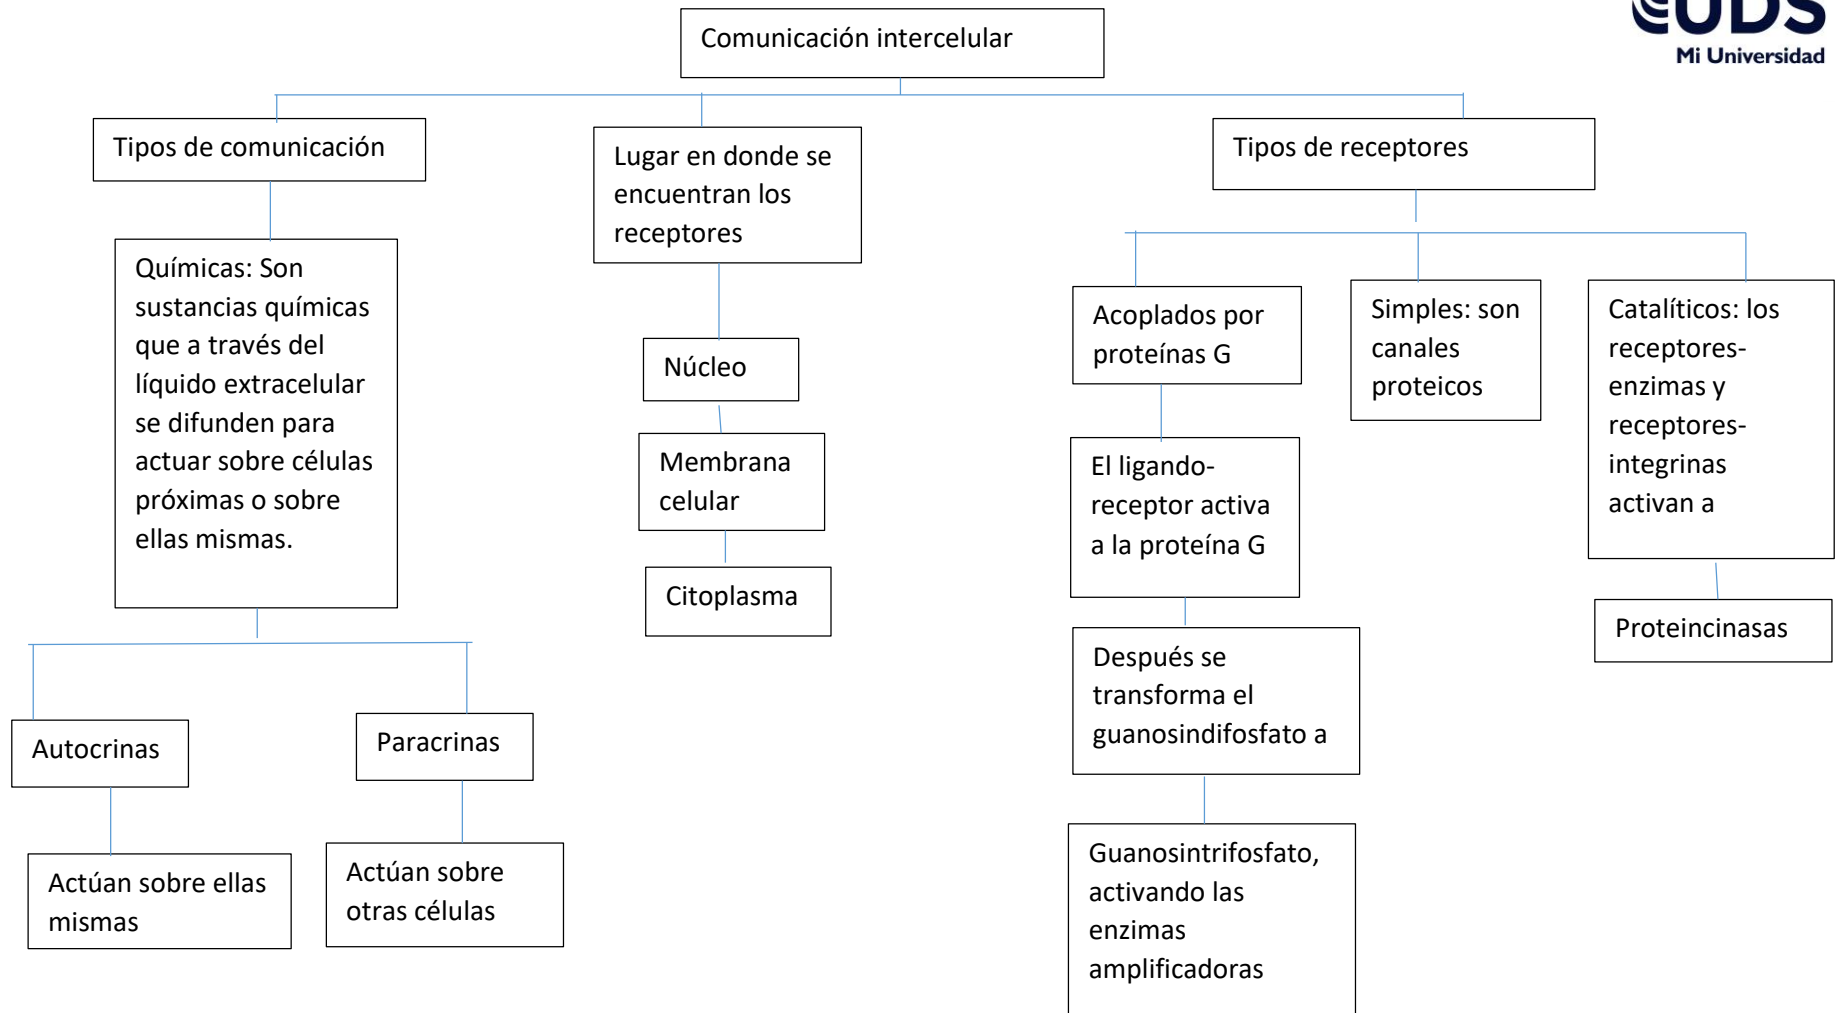 UDS
Mi Universidad
Comunicación intercelular
Tipos de comunicación
Químicas: Son
sustancias químicas
que a través del
líquido extracelular
se difunden para
actuar sobre células
próximas o sobre
ellas mismas.
Autocrinas
Actúan sobre ellas
mismas
Paracrinas
Actúan sobre
otras células
Lugar en donde se
encuentran los
receptores
Núcleo
Membrana
celular
Citoplasma
Tipos de receptores
Acoplados por
proteínas G
El ligando-
receptor activa
a la proteína G
Después se
transforma el
guanosindifosfato a
Guanosintrifosfato,
activando las
enzimas
amplificadoras
Simples: son
canales
proteicos
Catalíticos: los
receptores-
enzimas y
receptores-
integrinas
activan a
Proteincinasas